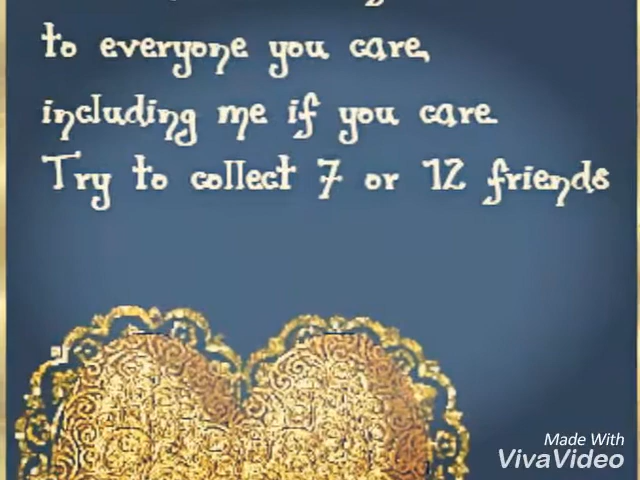 to everyone you care,
including me if you care.
Try to collect 7 or 12 friends
Made With
VivaVideo